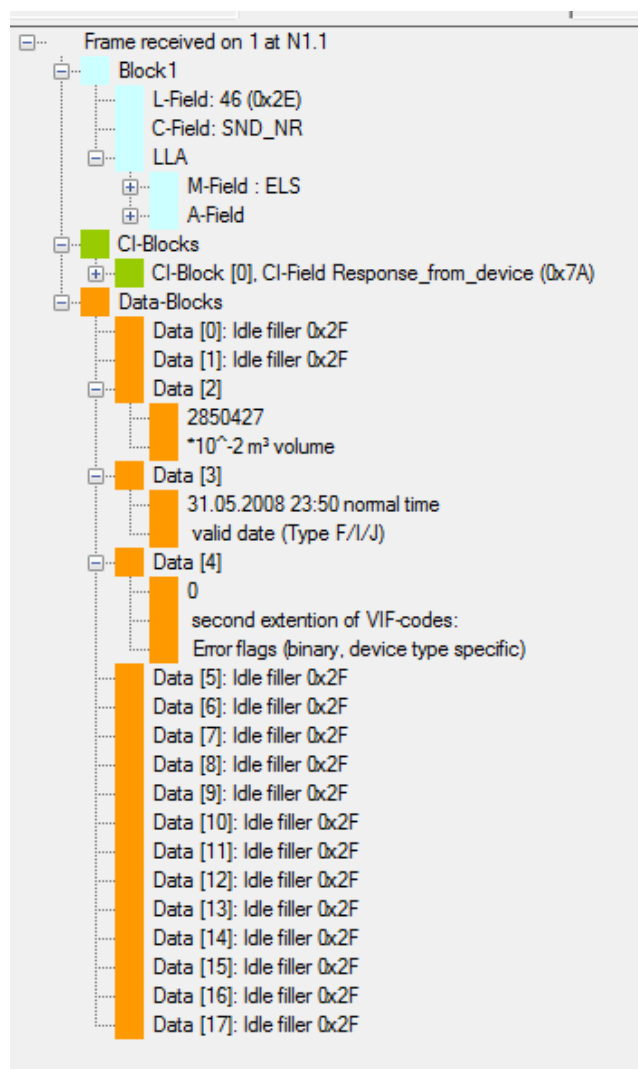 Frame received on 1 at N1.1
Block1
L-Field: 46 (0x2E)
C-Field: SND_NR
LLA
M-Field : ELS
A-Field
CI-Blocks
CI-Block [0], CI-Field Response_from_device (0x7A)
Data-Blocks
Data [0]: Idle filler 0x2F
Data [1]: Idle filler 0x2F
Data [2]
2850427
*10^-2 m³ volume
Data [3]
31.05.2008 23:50 normal time
valid date (Type F/I/J)
Data [4]
0
second extention of VIF-codes:
Error flags (binary, device type specific)
Data [5]: Idle filler 0x2F
Data [6]: Idle filler 0x2F
Data [7]: Idle filler 0x2F
Data [8]: Idle filler 0x2F
Data [9]: Idle filler 0x2F
Data [10]: Idle filler 0x2F
Data [11]: Idle filler 0x2F
Data [12]: Idle filler 0x2F
Data [13]: Idle filler 0x2F
Data [14]: Idle filler 0x2F
Data [15]: Idle filler 0x2F
Data [16]: Idle filler 0x2F
Data [17]: Idle filler 0x2F